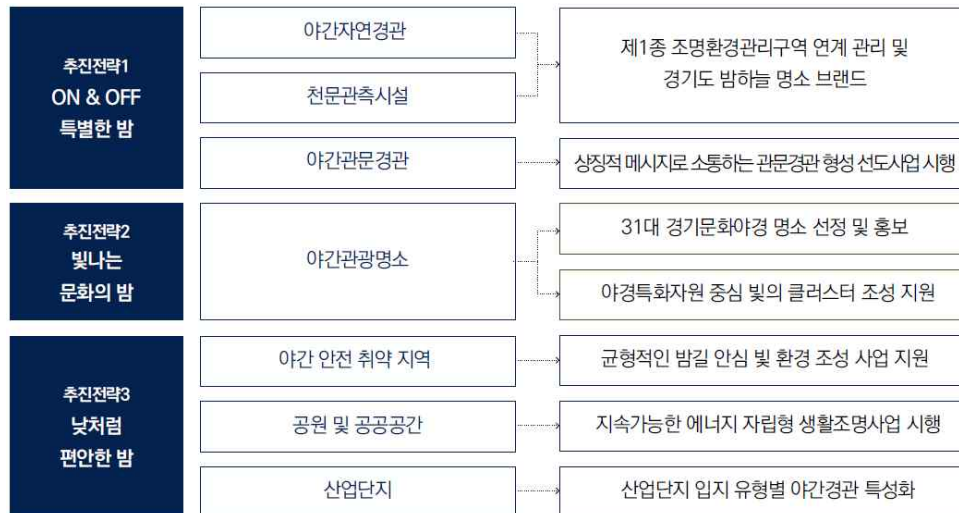 추진전략1
ON & OFF
특별한 밤
야간자연경관
천문관측시설
제1종 조명환경관리구역 연계 관리 및
경기도 밤하늘 명소 브랜드
야간관문경관
상징적 메시지로 소통하는 관문경관 형성 선도사업 시행
추진전략2
빛나는
문화의 밤
야간관광명소
31대 경기문화야경 명소 선정 및 홍보
야경특화자원 중심 빛의 클러스터 조성 지원
추진전략3
낮처럼
편안한 밤
야간 안전 취약 지역
균형적인 밤길 안심 빛 환경 조성 사업 지원
공원 및 공공공간
지속가능한 에너지 자립형 생활조명사업 시행
산업단지
산업단지 입지 유형별 야간경관 특성화